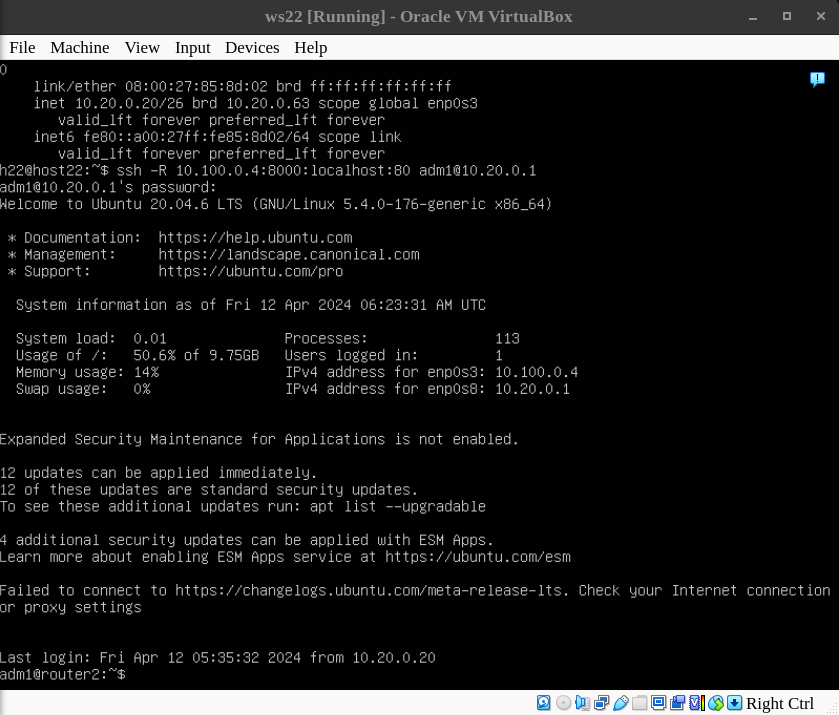 ws22 [Running] - Oracle VM VirtualBox
File Machine View Input Devices Help
0
link/ether 08:00:27:85:8d:02 brd ff:ff:ff:ff:ff:ff
inet 10.20.0.20/26 brd 10.20.0.63 scope global enp0s3
valid_lft forever preferred_lft forever
inet6 fe80::a00:27ff:fe85:8d02/64 scope link
valid_lft forever preferred_lft forever
h22@host22:~$ ssh -R 10.100.0.4:8000:localhost:80 adm1@10.20.0.1
adm1@10.20.0.1's password:
Welcome to Ubuntu 20.04.6 LTS (GNU/Linux 5.4.0-176-generic x86_64)
* Documentation: https://help.ubuntu.com
* Management: https://landscape.canonical.com
* Support: https://ubuntu.com/pro
System information as of Fri 12 Apr 2024 06:23:31 AM UTC
System load: 0.01 Processes: 113
Usage of /: 50.6% of 9.75GB Users logged in: 1
Memory usage: 14% IPv4 address for enp0s3: 10.100.0.4
Swap usage: 0% IPv4 address for enp0s8: 10.20.0.1
Expanded Security Maintenance for Applications is not enabled.
12 updates can be applied immediately.
12 of these updates are standard security updates.
To see these additional updates run: apt list --upgradable
4 additional security updates can be applied with ESM Apps.
Learn more about enabling ESM Apps service at https://ubuntu.com/esm
Failed to connect to https://changelogs.ubuntu.com/meta-release-lts. Check your Internet connection
or proxy settings
Last login: Fri Apr 12 05:35:32 2024 from 10.20.0.20
adm1@router2:~$
Right Ctrl